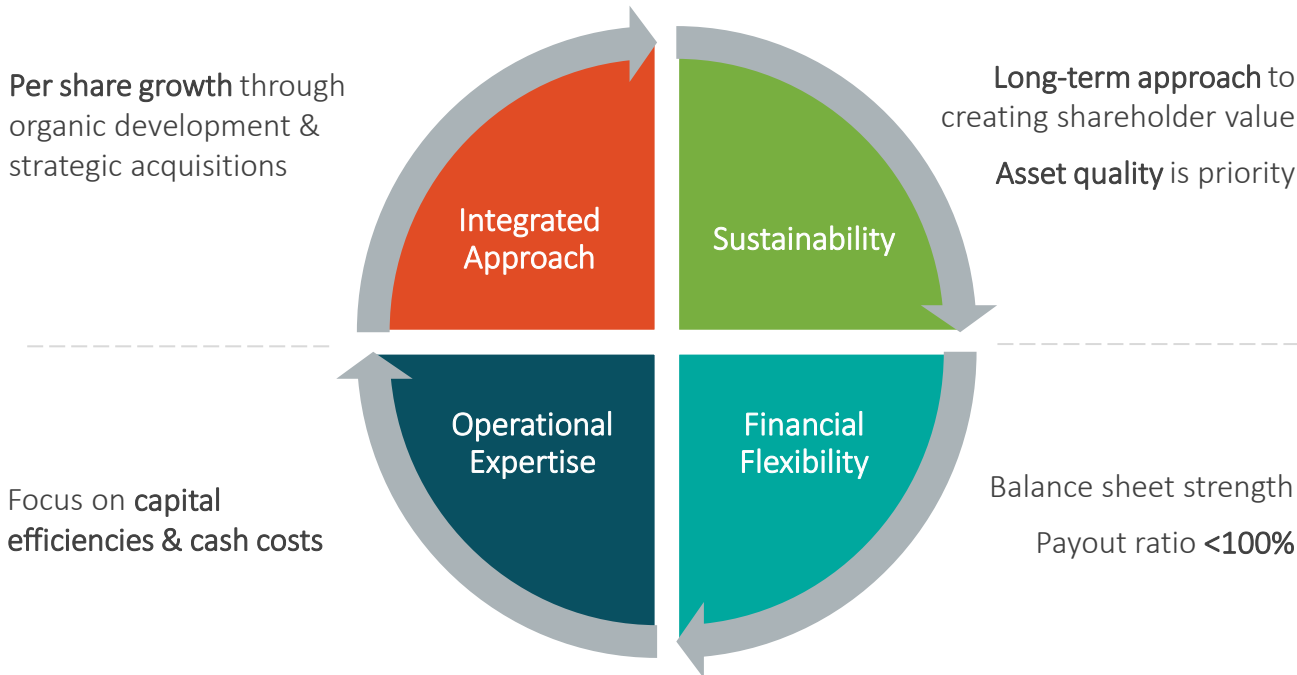 Per share growth through
organic development &
strategic acquisitions
Integrated
Approach
Sustainability
Long-term approach to
creating shareholder value
Asset quality is priority
Focus on capital
efficiencies & cash costs
Operational
Expertise
Financial
Flexibility
Balance sheet strength
Payout ratio <100%